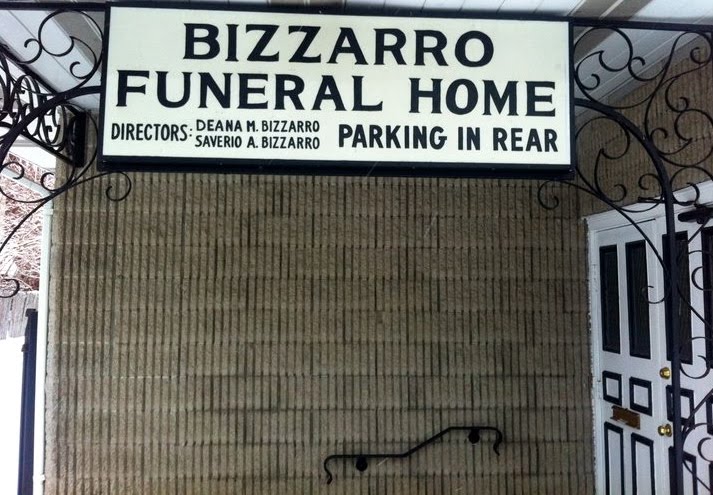 BIZZARRO
FUNERAL HOME
DIRECTORS: DEANA M. BIZZARRO
SAVERIO A. BIZZARRO
PARKING IN REAR